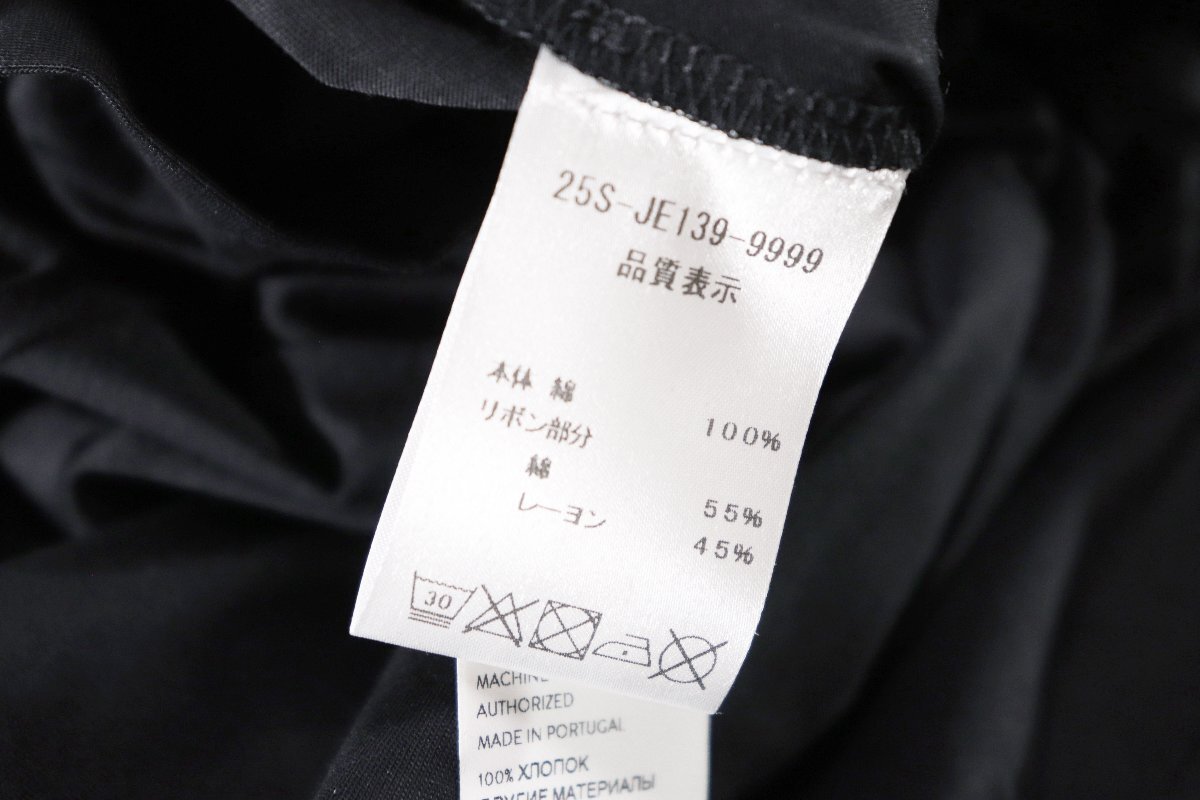 25S-JE139-9999
品質表示
本体 綿 100%
リボン部分
綿 55%
レーヨン 45%
30
MACHINE
AUTHORIZED
MADE IN PORTUGAL
100% ХЛОПОК
ДРУГИЕ МАТЕРИАЛЫ